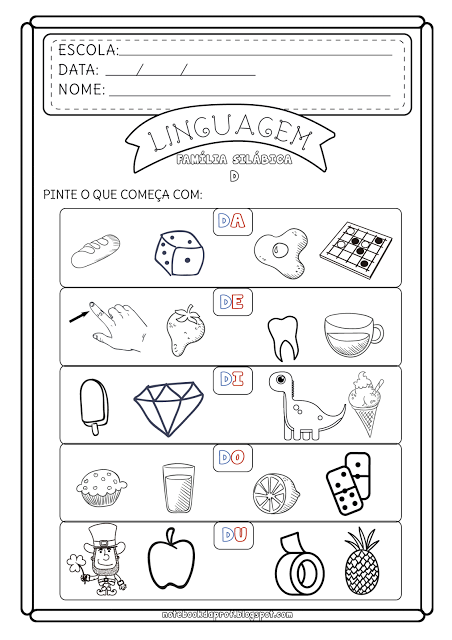 ESCOLA:
DATA: / /
NOME:
LINGUAGEM
FAMÍLIA SILÁBICA
D
PINTE O QUE COMEÇA COM:
DA
DE
DI
DO
DU
notebookdaprof.blogspot.com